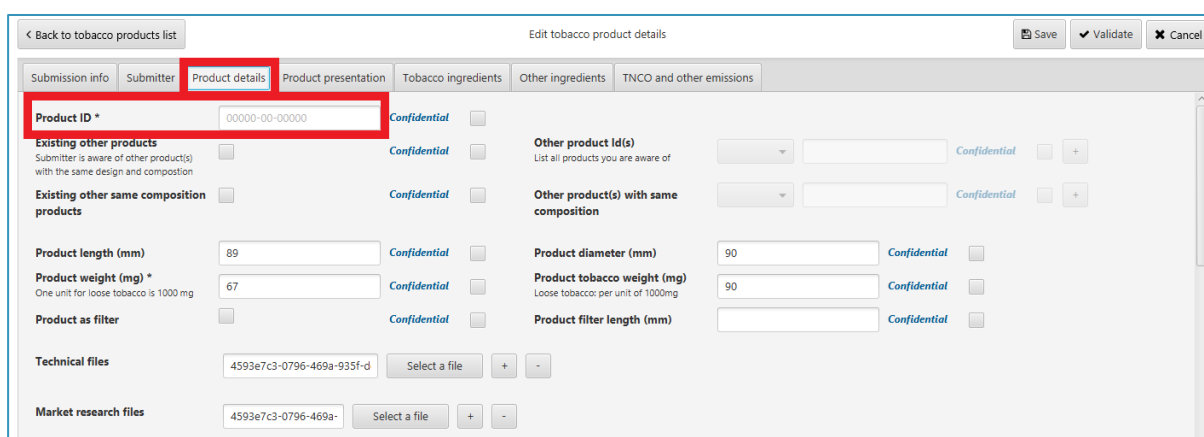 Back to tobacco products list
Edit tobacco product details
Save
Validate
Cancel
Submission info
Submitter
Product details
Product presentation
Tobacco ingredients
Other ingredients
TNCO and other emissions
Product ID *
00000-00-00000
Confidential
Existing other products
Submitter is aware of other product(s)
with the same design and compostion
Confidential
Other product Id(s)
List all products you are aware of
Confidential
+
Existing other same composition
products
Confidential
Other product(s) with same
composition
Confidential
+
Product length (mm)
89
Confidential
Product diameter (mm)
90
Confidential
Product weight (mg) *
One unit for loose tobacco is 1000 mg
67
Confidential
Product tobacco weight (mg)
Loose tobacco: per unit of 1000mg
90
Confidential
Product as filter
Confidential
Product filter length (mm)
Confidential
Technical files
4593e7c3-0796-469a-935f-d
Select a file
+
-
Market research files
4593e7c3-0796-469a-
Select a file
+
-